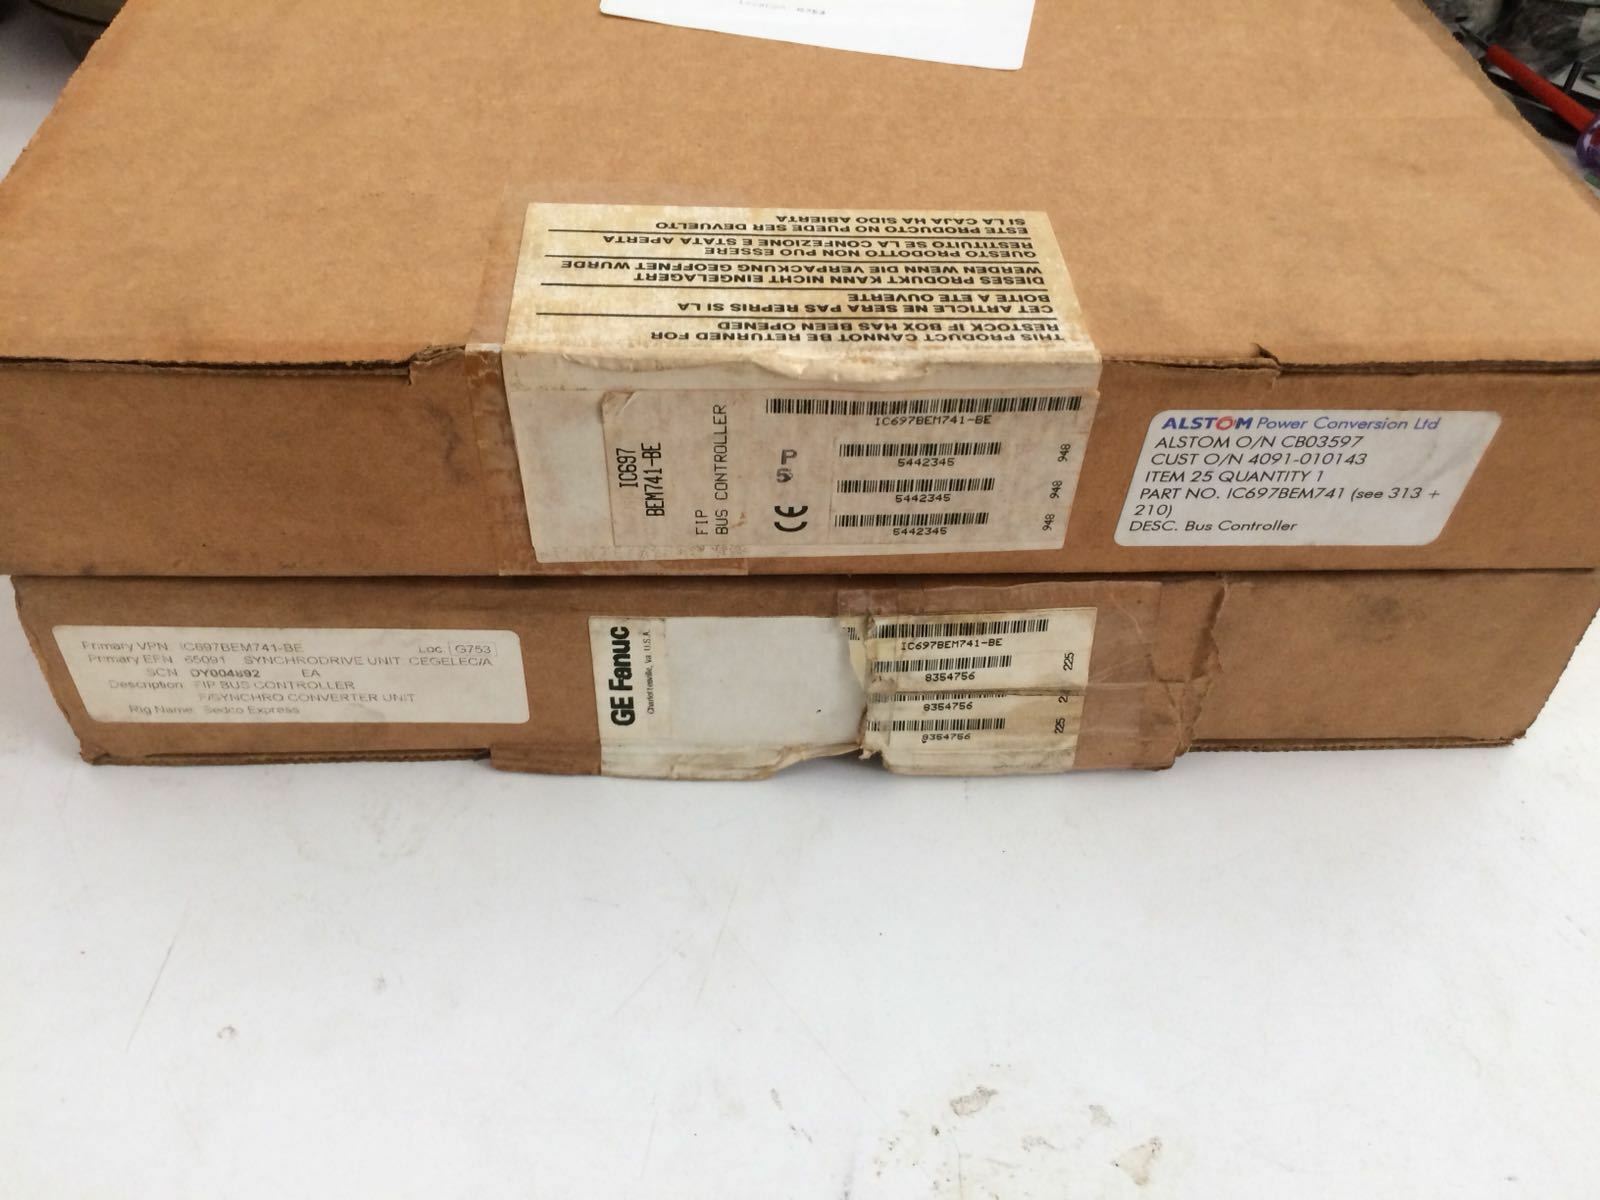 THIS PRODUCT CANNOT BE RETURNED FOR
RESTOCK IF BOX HAS BEEN OPENED
CET ARTICLE NE SERA PAS REPRIS SI LA
BOITE A ETE OUVERTE
DIESES PRODUKT KANN NICHT EINGELAGERT
WERDEN WENN DIE VERPACKUNG GEOFFNET WURDE
QUESTO PRODOTTO NON PUO ESSERE
RESTITUITO SE LA CONFEZIONE E STATA APERTA
ESTE PRODUCTO NO PUEDE SER DEVUELTO
SI LA CAJA HA SIDO ABIERTA
IC697
BEM741-BE
FIP
BUS CONTROLLER
PS
CE
IC697BEM741-BE
5442345
948
5442345
948
5442345
948
ALSTOM Power Conversion Ltd
ALSTOM O/N CB03597
CUST O/N 4091-010143
ITEM 25 QUANTITY 1
PART NO. IC697BEM741 (see 313 +
210)
DESC. Bus Controller
Primary VPN: IC697BEM741-BE Loc: G753
Primary EFN: 65091 SYNCHRODRIVE UNIT CEGELEC/A
SCN: DY004892 EA
Description: FIP BUS CONTROLLER
F/SYNCHRO CONVERTER UNIT
Rig Name: Sedco Express
GE Fanuc
Charlottesville, Va U.S.A.
IC697BEM741-BE
8354756
225
8354756
8354756
225